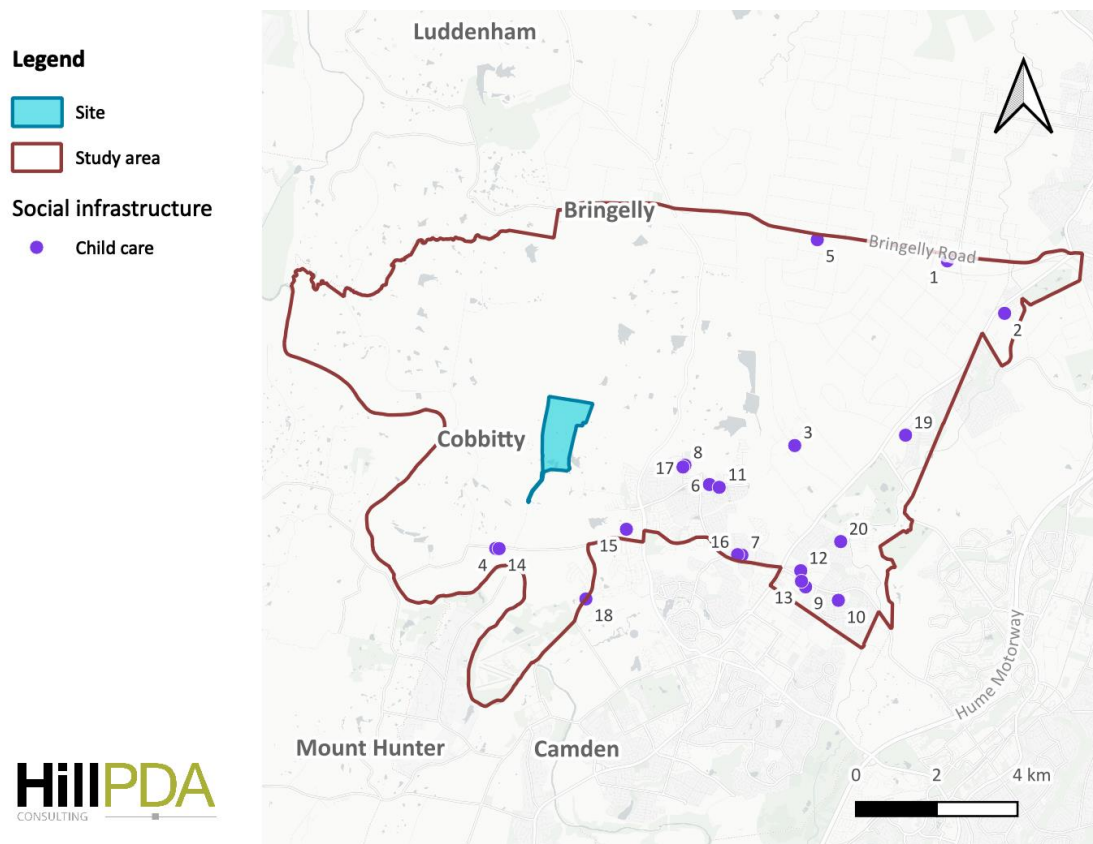 Legend
Site
Study area
Social infrastructure
Child care
HillPDA
CONSULTING
Luddenham
Bringelly
Bringelly Road
5
1
2
Cobbitty
3
19
8
17
6
11
20
15
16
7
4
14
12
13
9
10
18
Hume Motorway
Mount Hunter
Camden
0 2 4 km